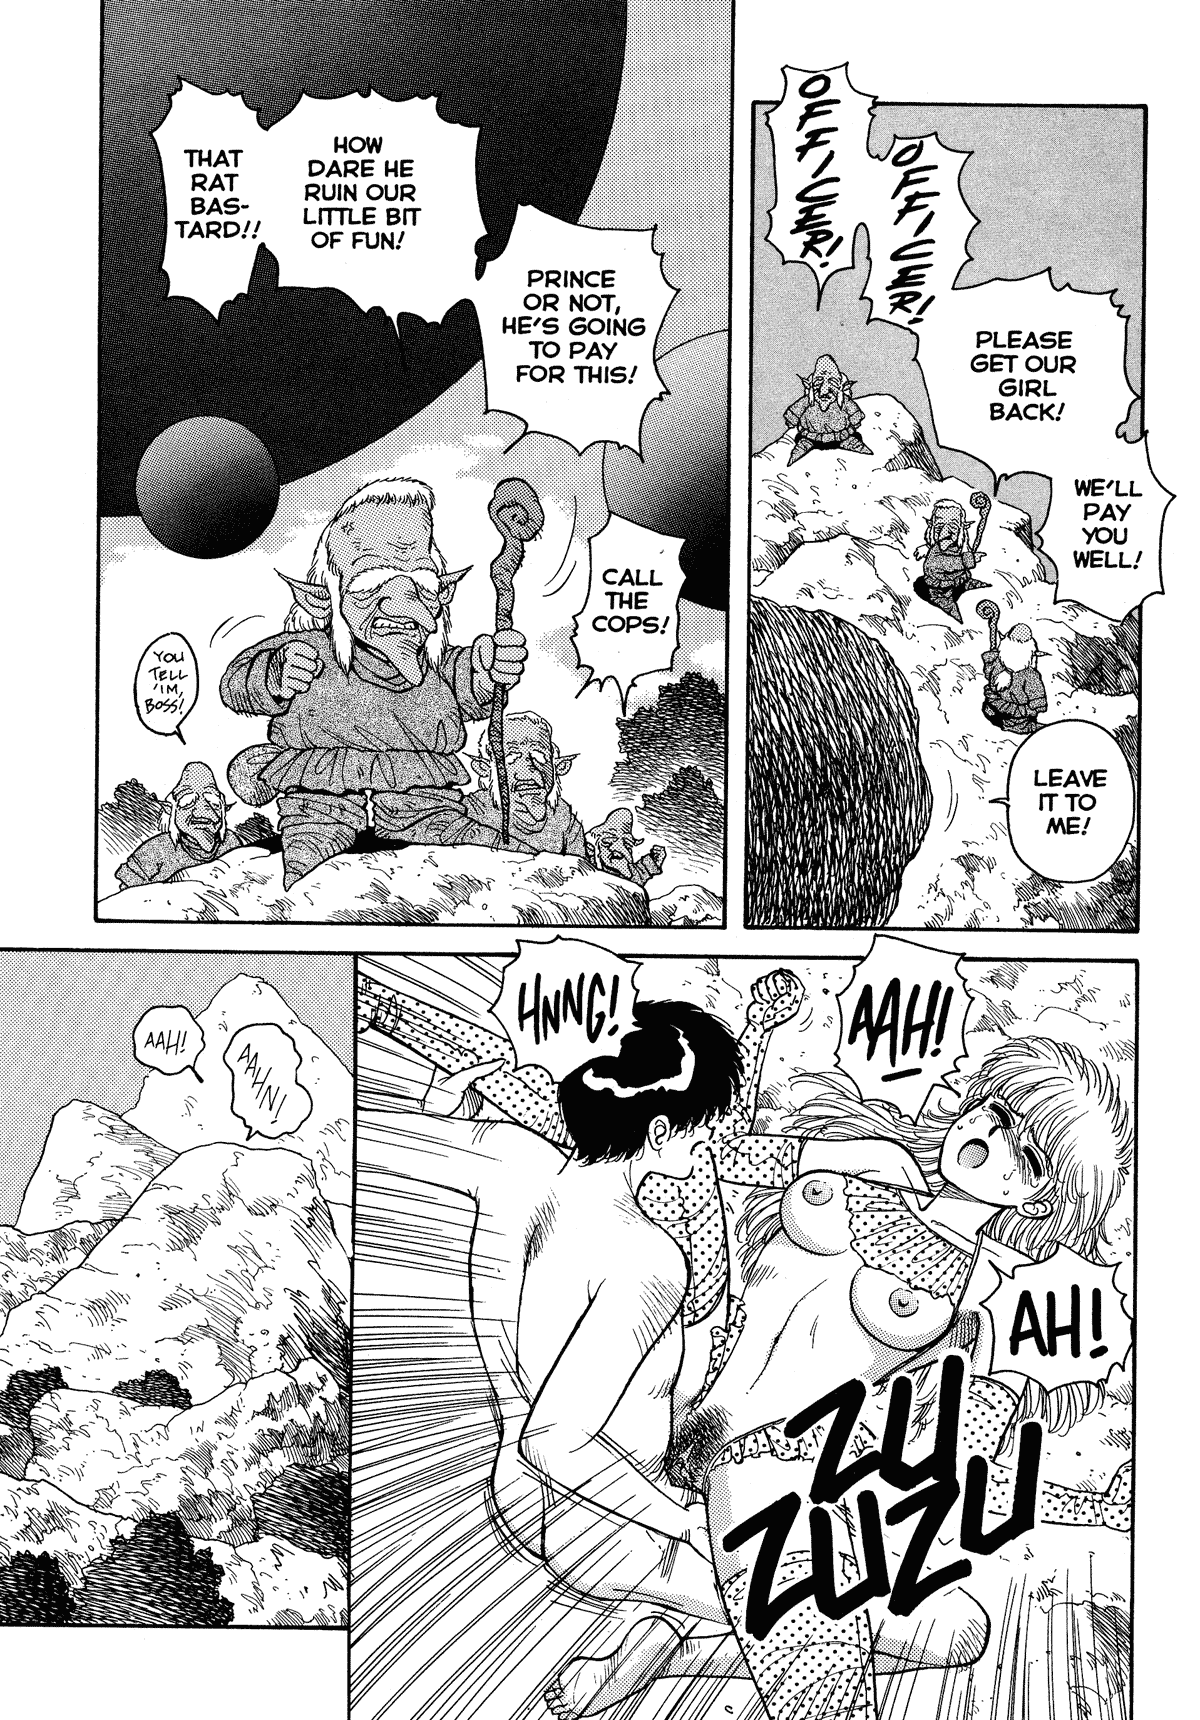 OFFICER!
OFFICER!
PLEASE
GET OUR
GIRL
BACK!
WE'LL
PAY
YOU
WELL!
LEAVE
IT TO
ME!
PRINCE
OR NOT,
HE'S GOING
TO PAY
FOR THIS!
HOW
DARE HE
RUIN OUR
LITTLE BIT
OF FUN!
THAT
RAT
BAS-
TARD!!
CALL
THE
COPS!
YOU
TELL
'IM,
BOSS!
AAH!
HNNG!
AH!
ZU
ZUZU
AAHN!
AAH!